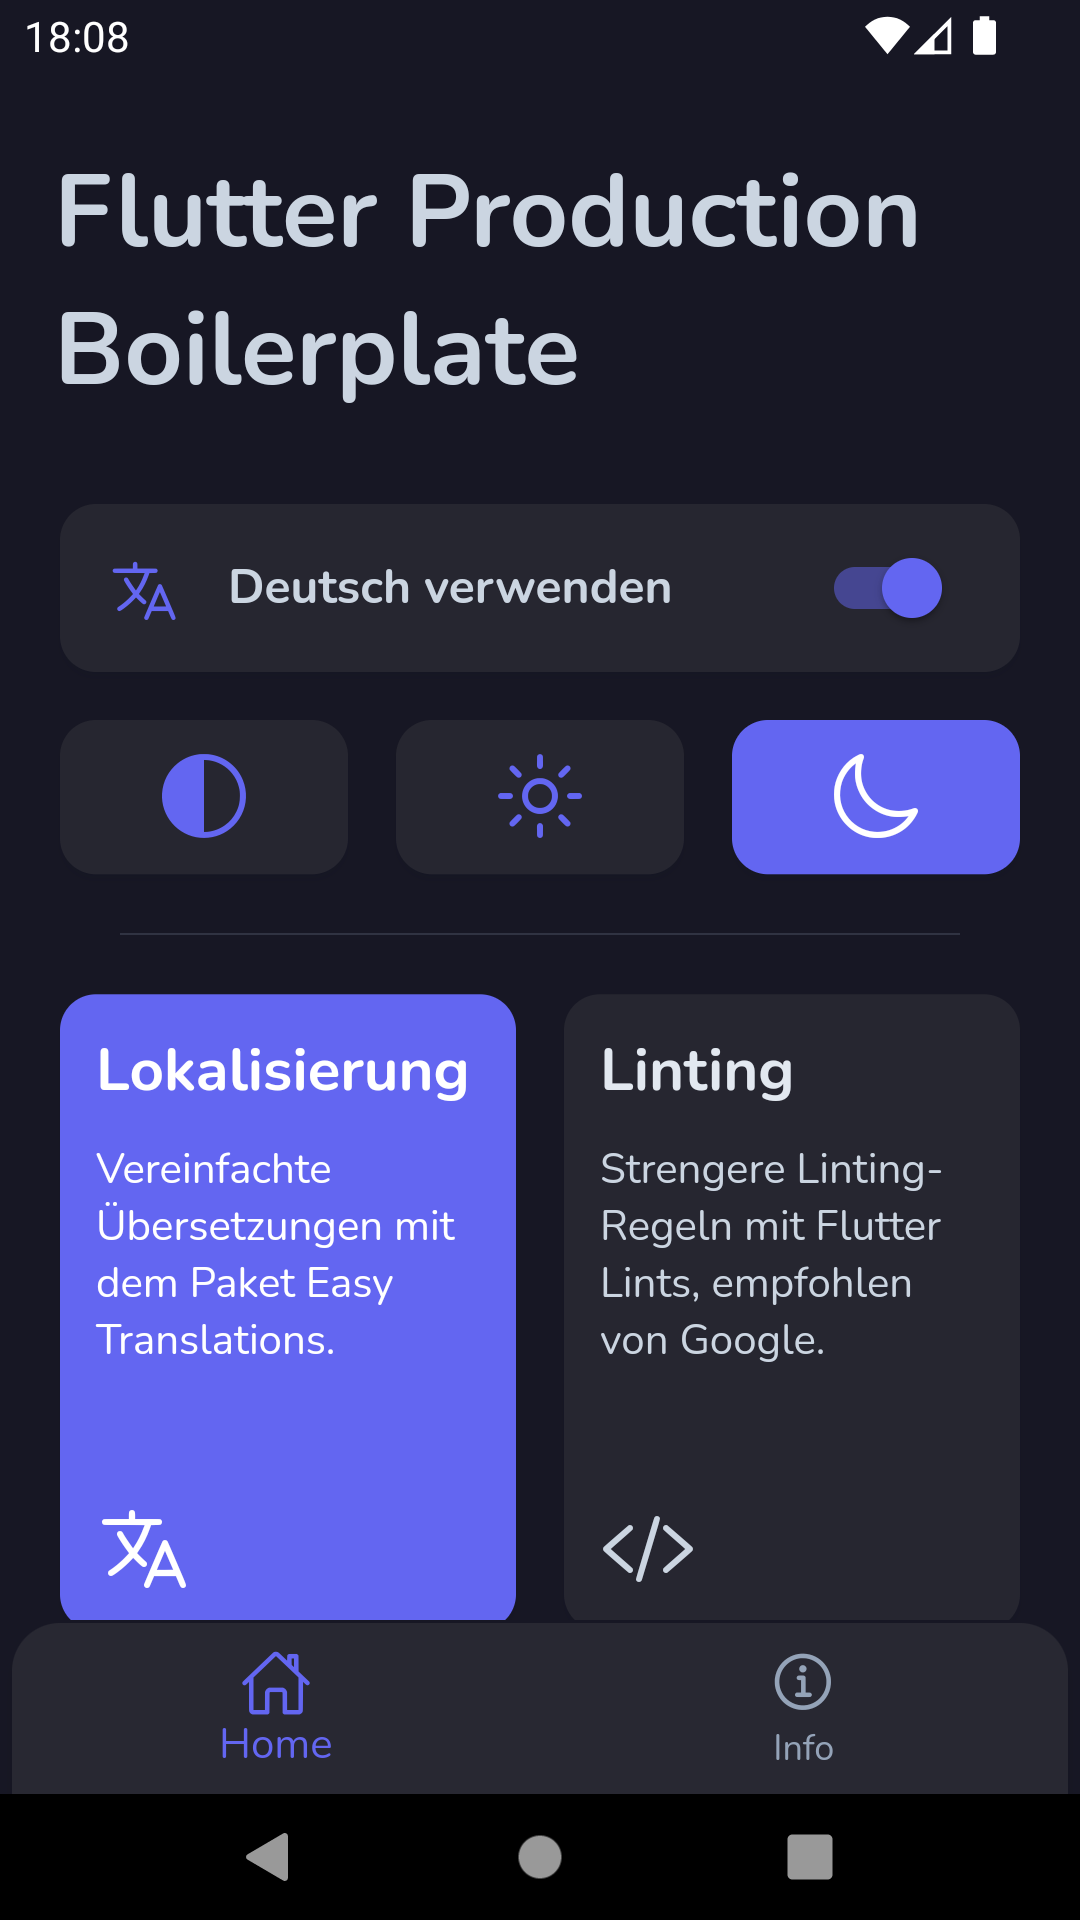 18:08
Flutter Production
Boilerplate
Deutsch verwenden
Lokalisierung
Vereinfachte
Übersetzungen mit
dem Paket Easy
Translations.
Linting
Strengere Linting-
Regeln mit Flutter
Lints, empfohlen
von Google.
Home
Info